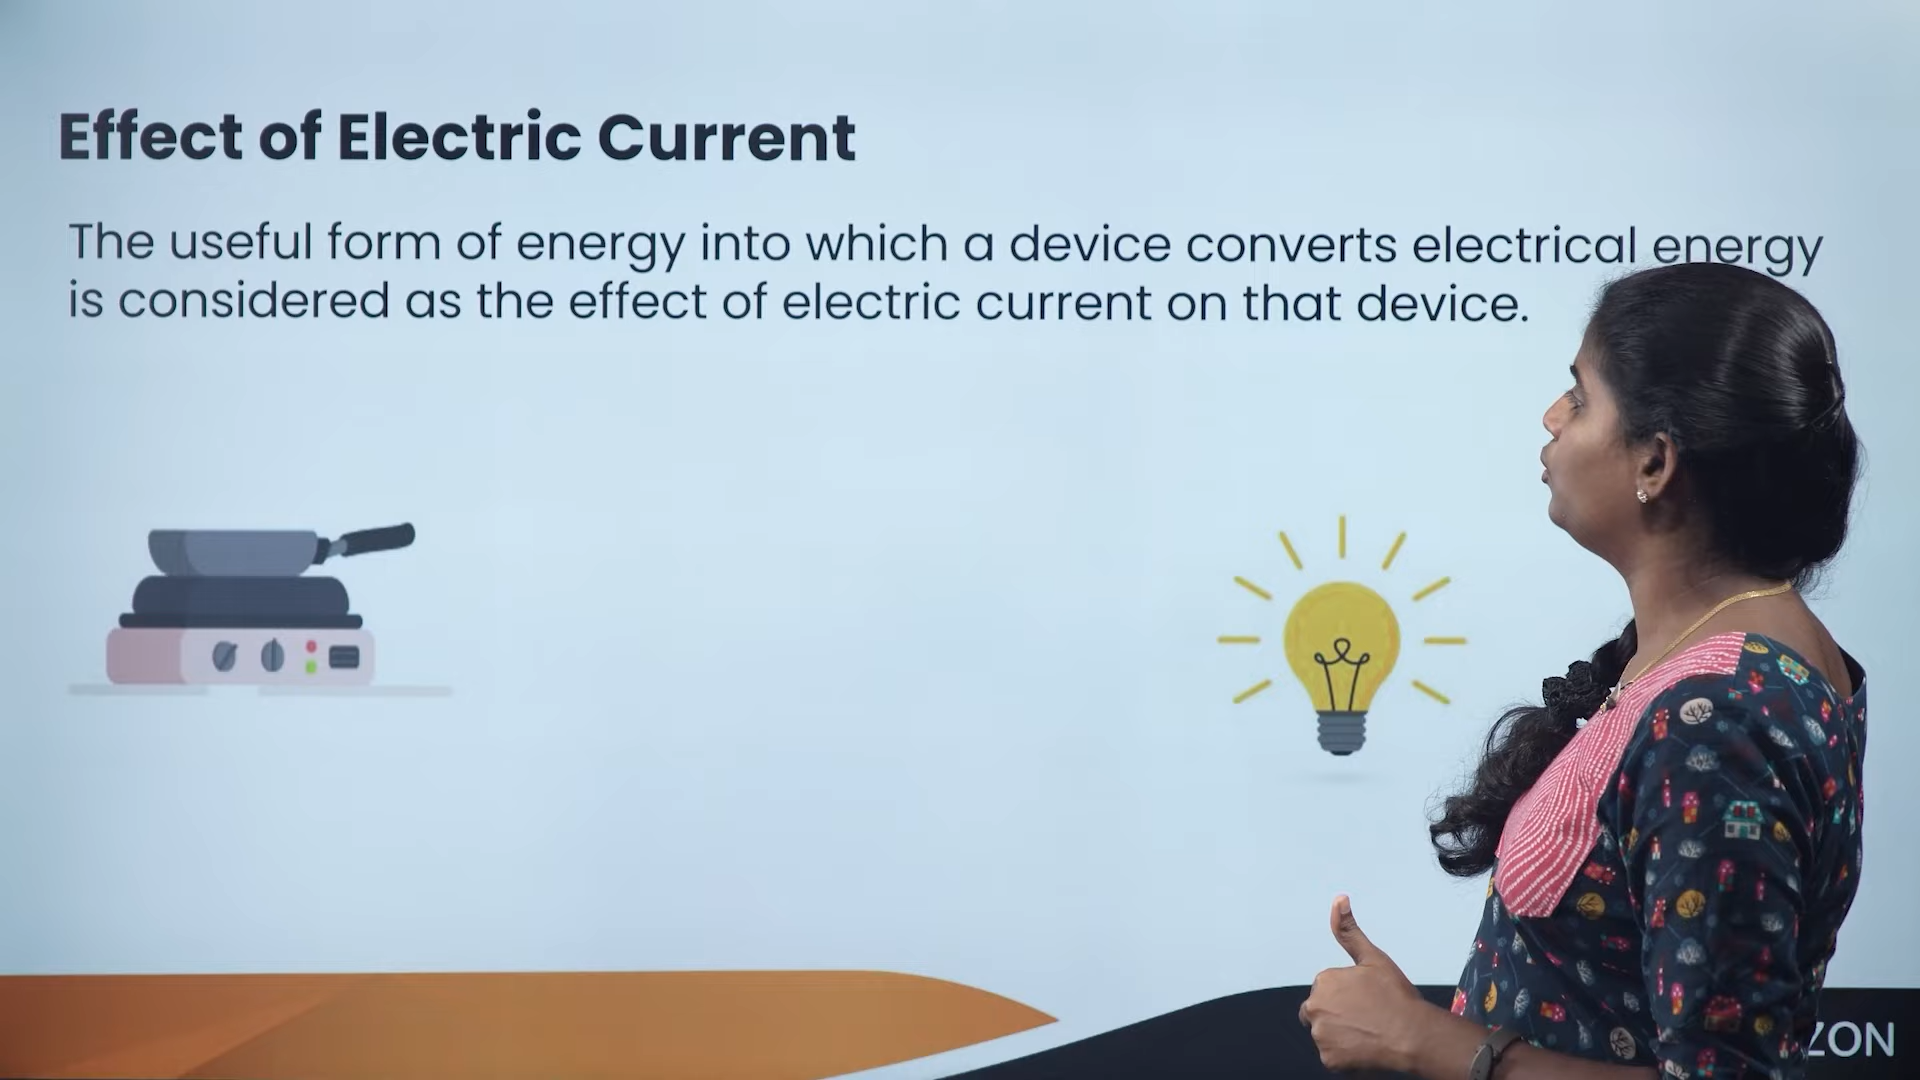 Effect of Electric Current
The useful form of energy into which a device converts electrical energy
is considered as the effect of electric current on that device.
ZON